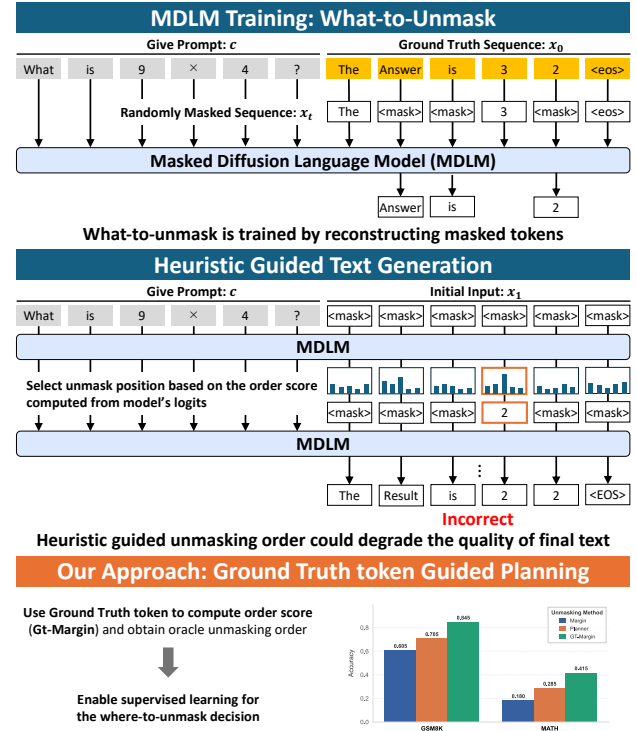 MDLM Training: What-to-Unmask
Give Prompt: c Ground Truth Sequence: x₀
What is 9 × 4 ? The Answer is 3 2 <eos>
Randomly Masked Sequence: xₜ The <mask> <mask> 3 <mask> <eos>
Masked Diffusion Language Model (MDLM)
Answer is 2
What-to-unmask is trained by reconstructing masked tokens
Heuristic Guided Text Generation
Give Prompt: c Initial Input: x₁
What is 9 × 4 ? <mask> <mask> <mask> <mask> <mask> <mask>
MDLM
Select unmask position based on the order score
computed from model's logits
<mask> <mask> <mask> 2 <mask> <mask>
MDLM
⋮
The Result is 2 2 <EOS>
Incorrect
Heuristic guided unmasking order could degrade the quality of final text
Our Approach: Ground Truth token Guided Planning
Use Ground Truth token to compute order score
(Gt-Margin) and obtain oracle unmasking order
Enable supervised learning for
the where-to-unmask decision
Unmasking Method
Margin
Planner
GT-Margin
Accuracy
0.8
0.6
0.4
0.2
0.0
0.605 0.705 0.845
0.180 0.285 0.415
GSM8K MATH